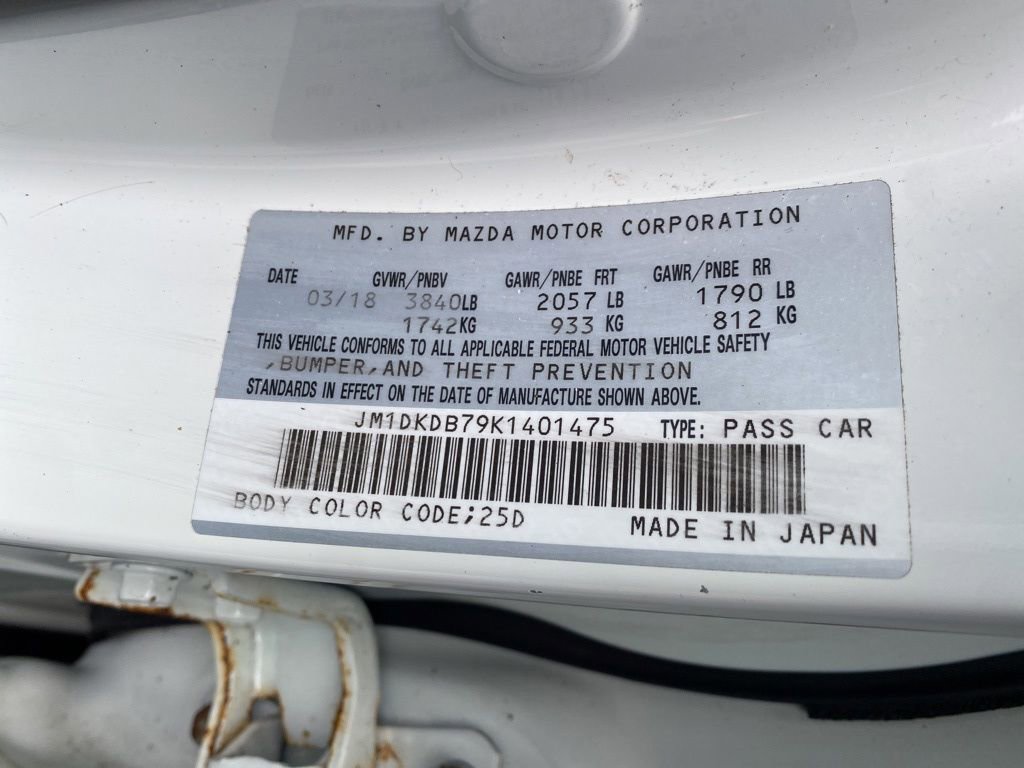 MFD. BY MAZDA MOTOR CORPORATION
DATE GVWR/PNBV GAWR/PNBE FRT GAWR/PNBE RR
03/18 3840LB 2057 LB 1790 LB
1742KG 933 KG 812 KG
THIS VEHICLE CONFORMS TO ALL APPLICABLE FEDERAL MOTOR VEHICLE SAFETY
,BUMPER,AND THEFT PREVENTION
STANDARDS IN EFFECT ON THE DATE OF MANUFACTURE SHOWN ABOVE.
JM1DKDB79K1401475 TYPE: PASS CAR
BODY COLOR CODE;25D MADE IN JAPAN